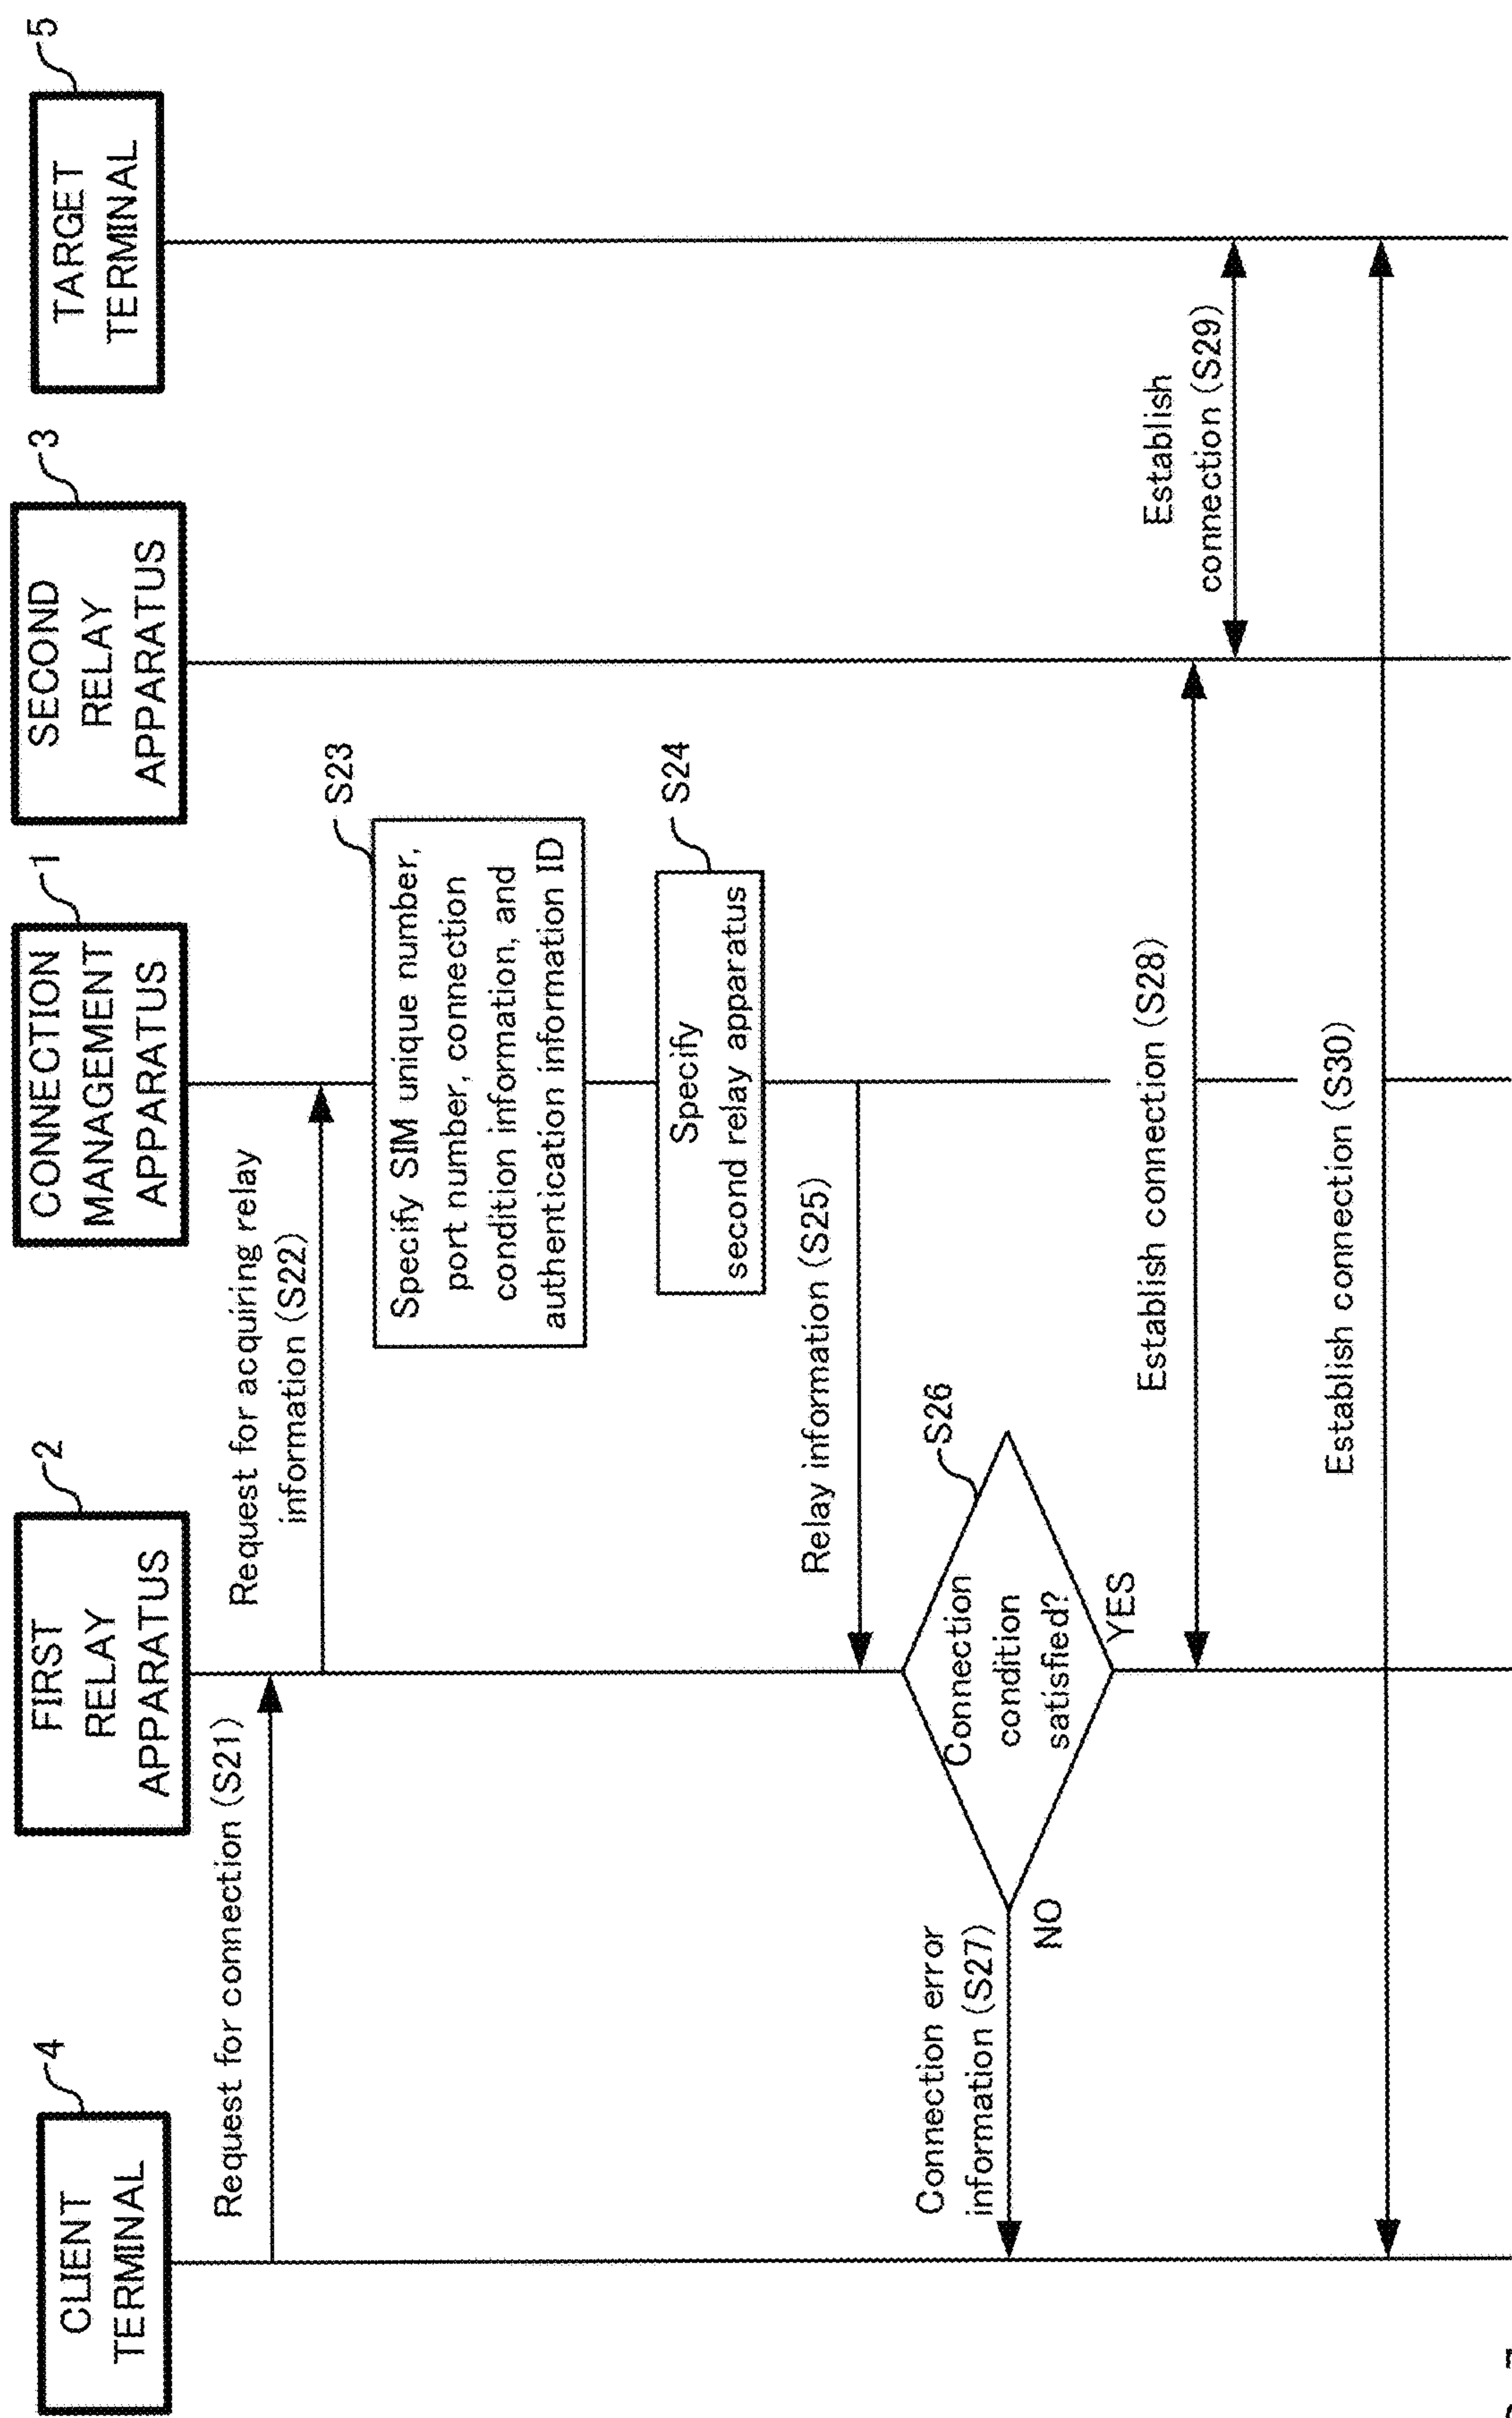 CLIENT
TERMINAL
4
FIRST
RELAY
APPARATUS
2
CONNECTION
MANAGEMENT
APPARATUS
1
SECOND
RELAY
APPARATUS
3
TARGET
TERMINAL
5
Request for connection (S21)
Request for acquiring relay
information (S22)
S23
Specify SIM unique number,
port number, connection
condition information, and
authentication information ID
S24
Specify
second relay apparatus
Relay information (S25)
S26
Connection
condition
satisfied?
NO
YES
Connection error
information (S27)
Establish connection (S28)
Establish
connection (S29)
Establish connection (S30)